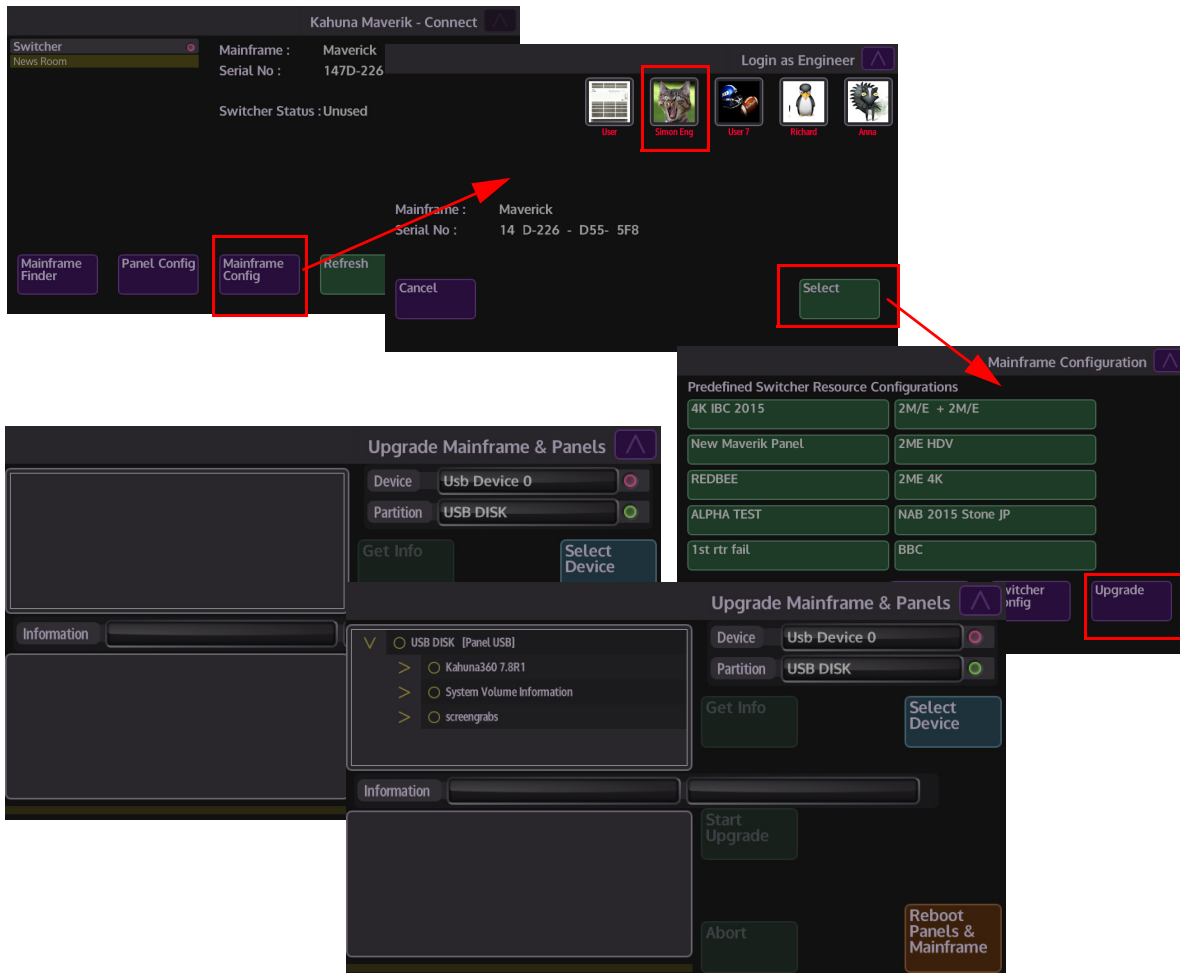 Kahuna Maverik - Connect
Switcher
News Room
Mainframe : Maverick
Serial No : 147D-226
Switcher Status : Unused
Mainframe Finder
Panel Config
Mainframe Config
Refresh
Login as Engineer
User
Simon Eng
User 7
Richard
Anna
Mainframe : Maverick
Serial No : 14 D-226 - D55- 5F8
Cancel
Select
Mainframe Configuration
Predefined Switcher Resource Configurations
4K IBC 2015
2M/E + 2M/E
New Maverik Panel
2ME HDV
REDBEE
2ME 4K
ALPHA TEST
NAB 2015 Stone JP
1st rtr fail
BBC
witcher
onfig
Upgrade
Upgrade Mainframe & Panels
Device
Usb Device 0
Partition
USB DISK
Get Info
Select
Device
Information
Upgrade Mainframe & Panels
USB DISK [Panel USB]
Kahuna360 7.8R1
System Volume Information
screengrabs
Device
Usb Device 0
Partition
USB DISK
Get Info
Select
Device
Information
Start
Upgrade
Abort
Reboot
Panels &
Mainframe